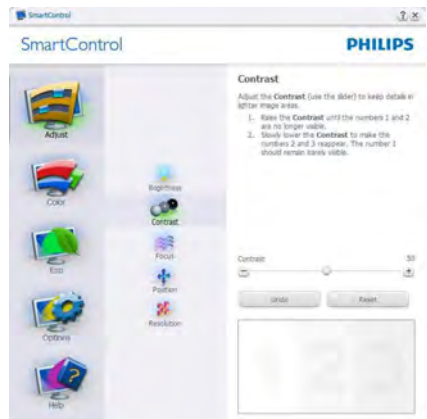 SmartControl
? ×
SmartControl
PHILIPS
Adjust
Color
Eco
Options
Help
Brightness
Contrast
Focus
Position
Resolution
Contrast
Adjust the Contrast (use the slider) to keep details in
lighter image areas.
1. Raise the Contrast until the numbers 1 and 2
are no longer visible.
2. Slowly lower the Contrast to make the
numbers 2 and 3 reappear. The number 1
should remain barely visible.
Contrast 50
Undo Reset
1 2 3